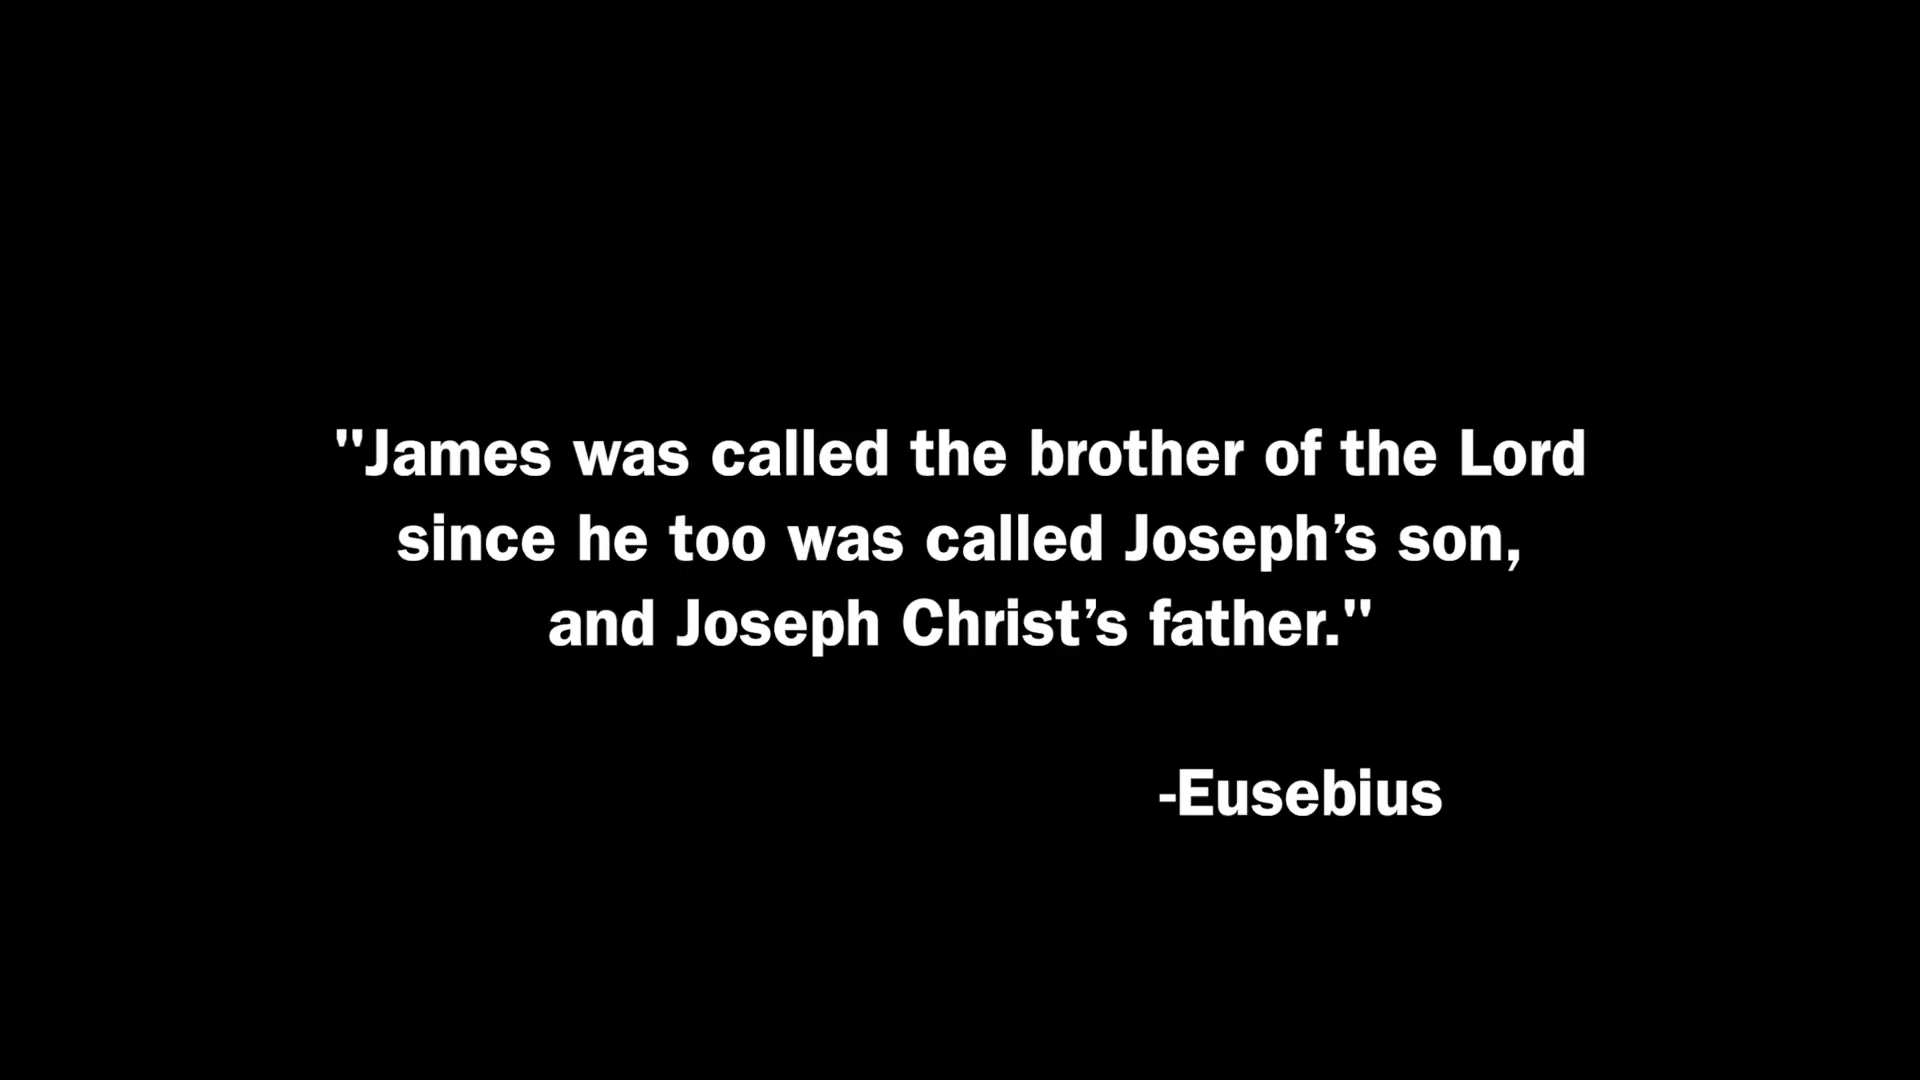 "James was called the brother of the Lord
since he too was called Joseph’s son,
and Joseph Christ’s father."
-Eusebius